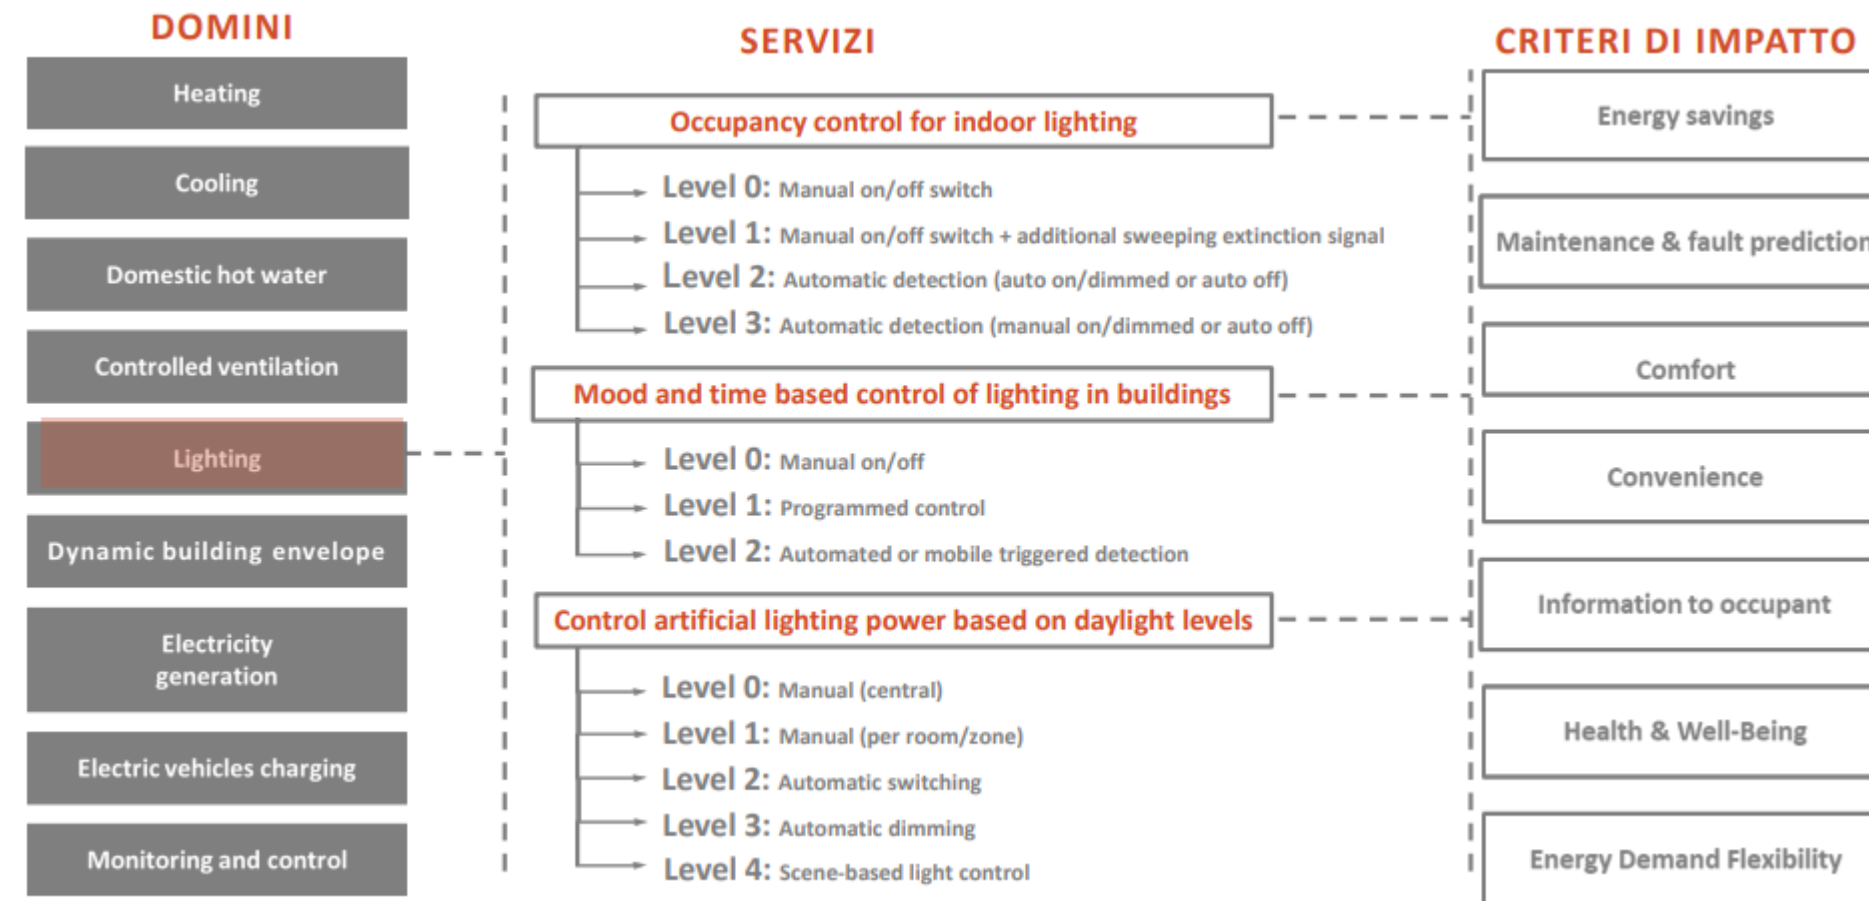 DOMINI
Heating
Cooling
Domestic hot water
Controlled ventilation
Lighting
Dynamic building envelope
Electricity
generation
Electric vehicles charging
Monitoring and control
SERVIZI
Occupancy control for indoor lighting
Level 0: Manual on/off switch
Level 1: Manual on/off switch + additional sweeping extinction signal
Level 2: Automatic detection (auto on/dimmed or auto off)
Level 3: Automatic detection (manual on/dimmed or auto off)
Mood and time based control of lighting in buildings
Level 0: Manual on/off
Level 1: Programmed control
Level 2: Automated or mobile triggered detection
Control artificial lighting power based on daylight levels
Level 0: Manual (central)
Level 1: Manual (per room/zone)
Level 2: Automatic switching
Level 3: Automatic dimming
Level 4: Scene-based light control
CRITERI DI IMPATTO
Energy savings
Maintenance & fault prediction
Comfort
Convenience
Information to occupant
Health & Well-Being
Energy Demand Flexibility